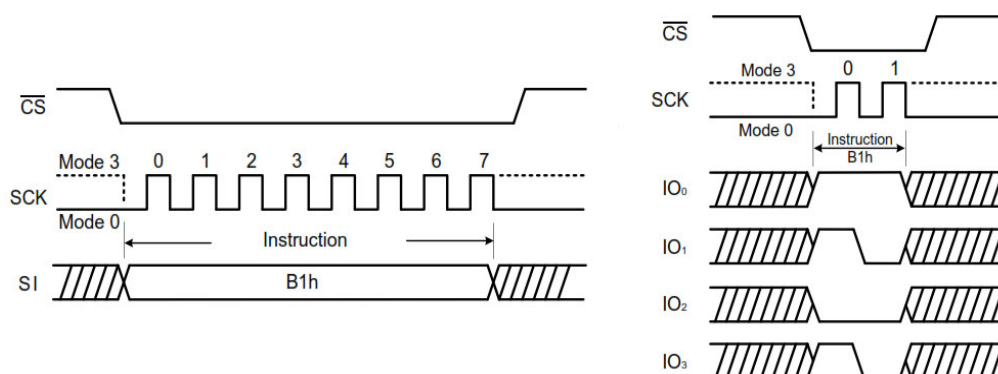 CS
Mode 3 0 1 2 3 4 5 6 7
SCK
Mode 0
Instruction
SI B1h
CS
Mode 3 0 1
SCK
Mode 0 Instruction
B1h
IO₀
IO₁
IO₂
IO₃